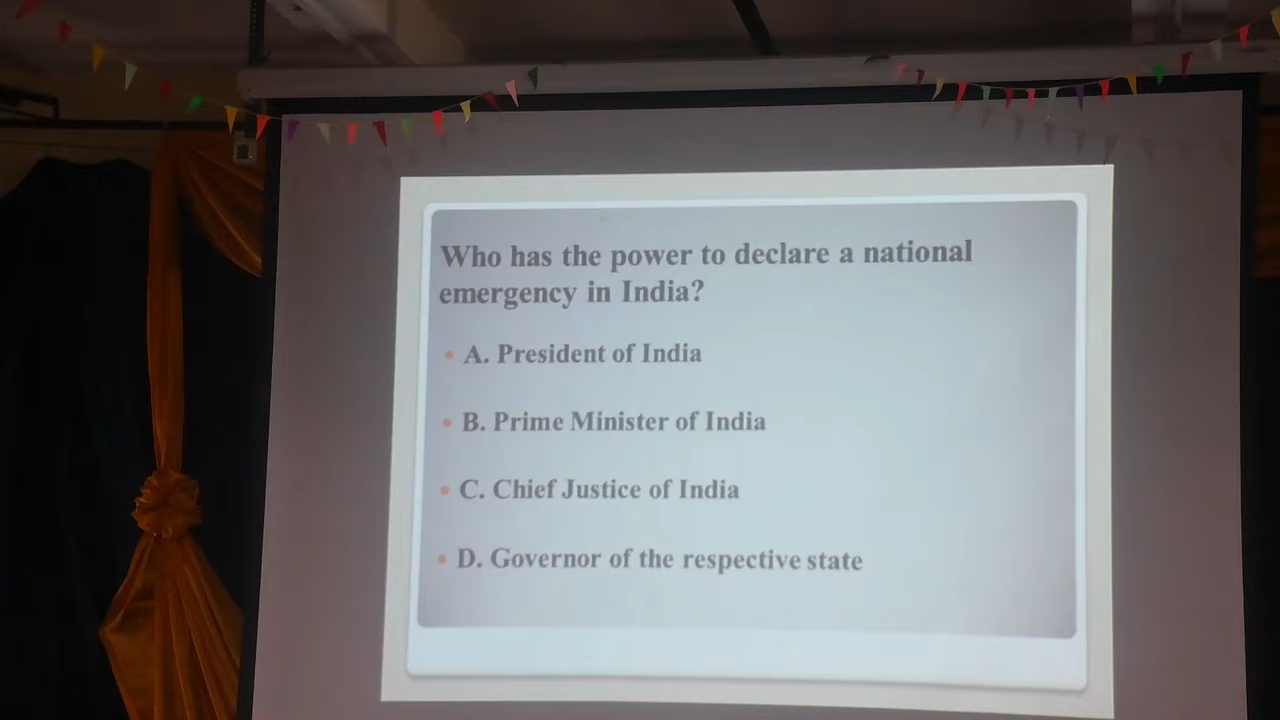 Who has the power to declare a national
emergency in India?
A. President of India
B. Prime Minister of India
C. Chief Justice of India
D. Governor of the respective state